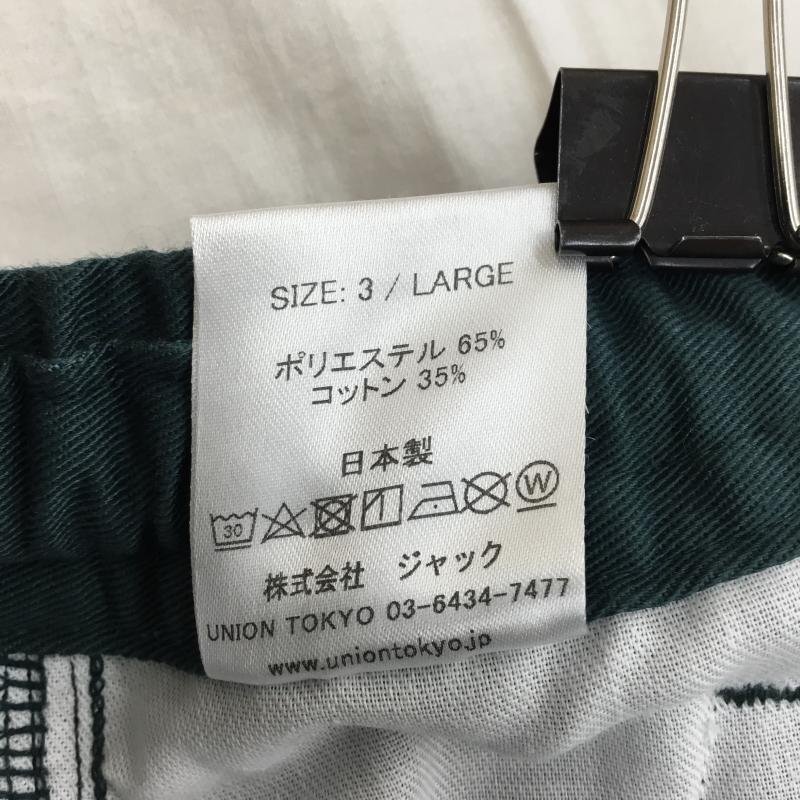 SIZE: 3 / LARGE
ポリエステル 65%
コットン 35%
日本製
30 W
株式会社 ジャック
UNION TOKYO 03-6434-7477
www.uniontokyo.jp